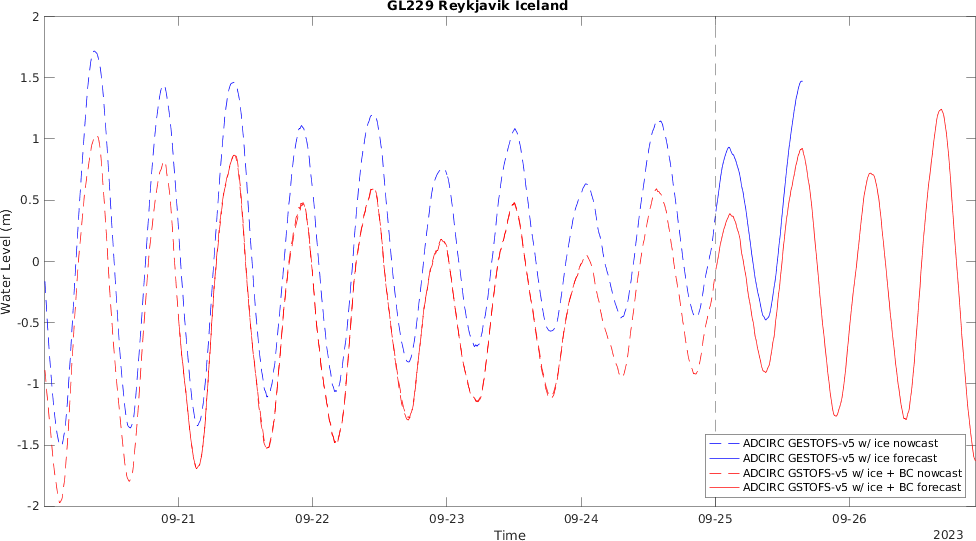 GL229 Reykjavik Iceland
2
1.5
1
0.5
0
-0.5
-1
-1.5
-2
Water Level (m)
09-21 09-22 09-23 09-24 09-25 09-26
Time
2023
ADCIRC GESTOFS-v5 w/ ice nowcast
ADCIRC GESTOFS-v5 w/ ice forecast
ADCIRC GSTOFS-v5 w/ ice + BC nowcast
ADCIRC GSTOFS-v5 w/ ice + BC forecast